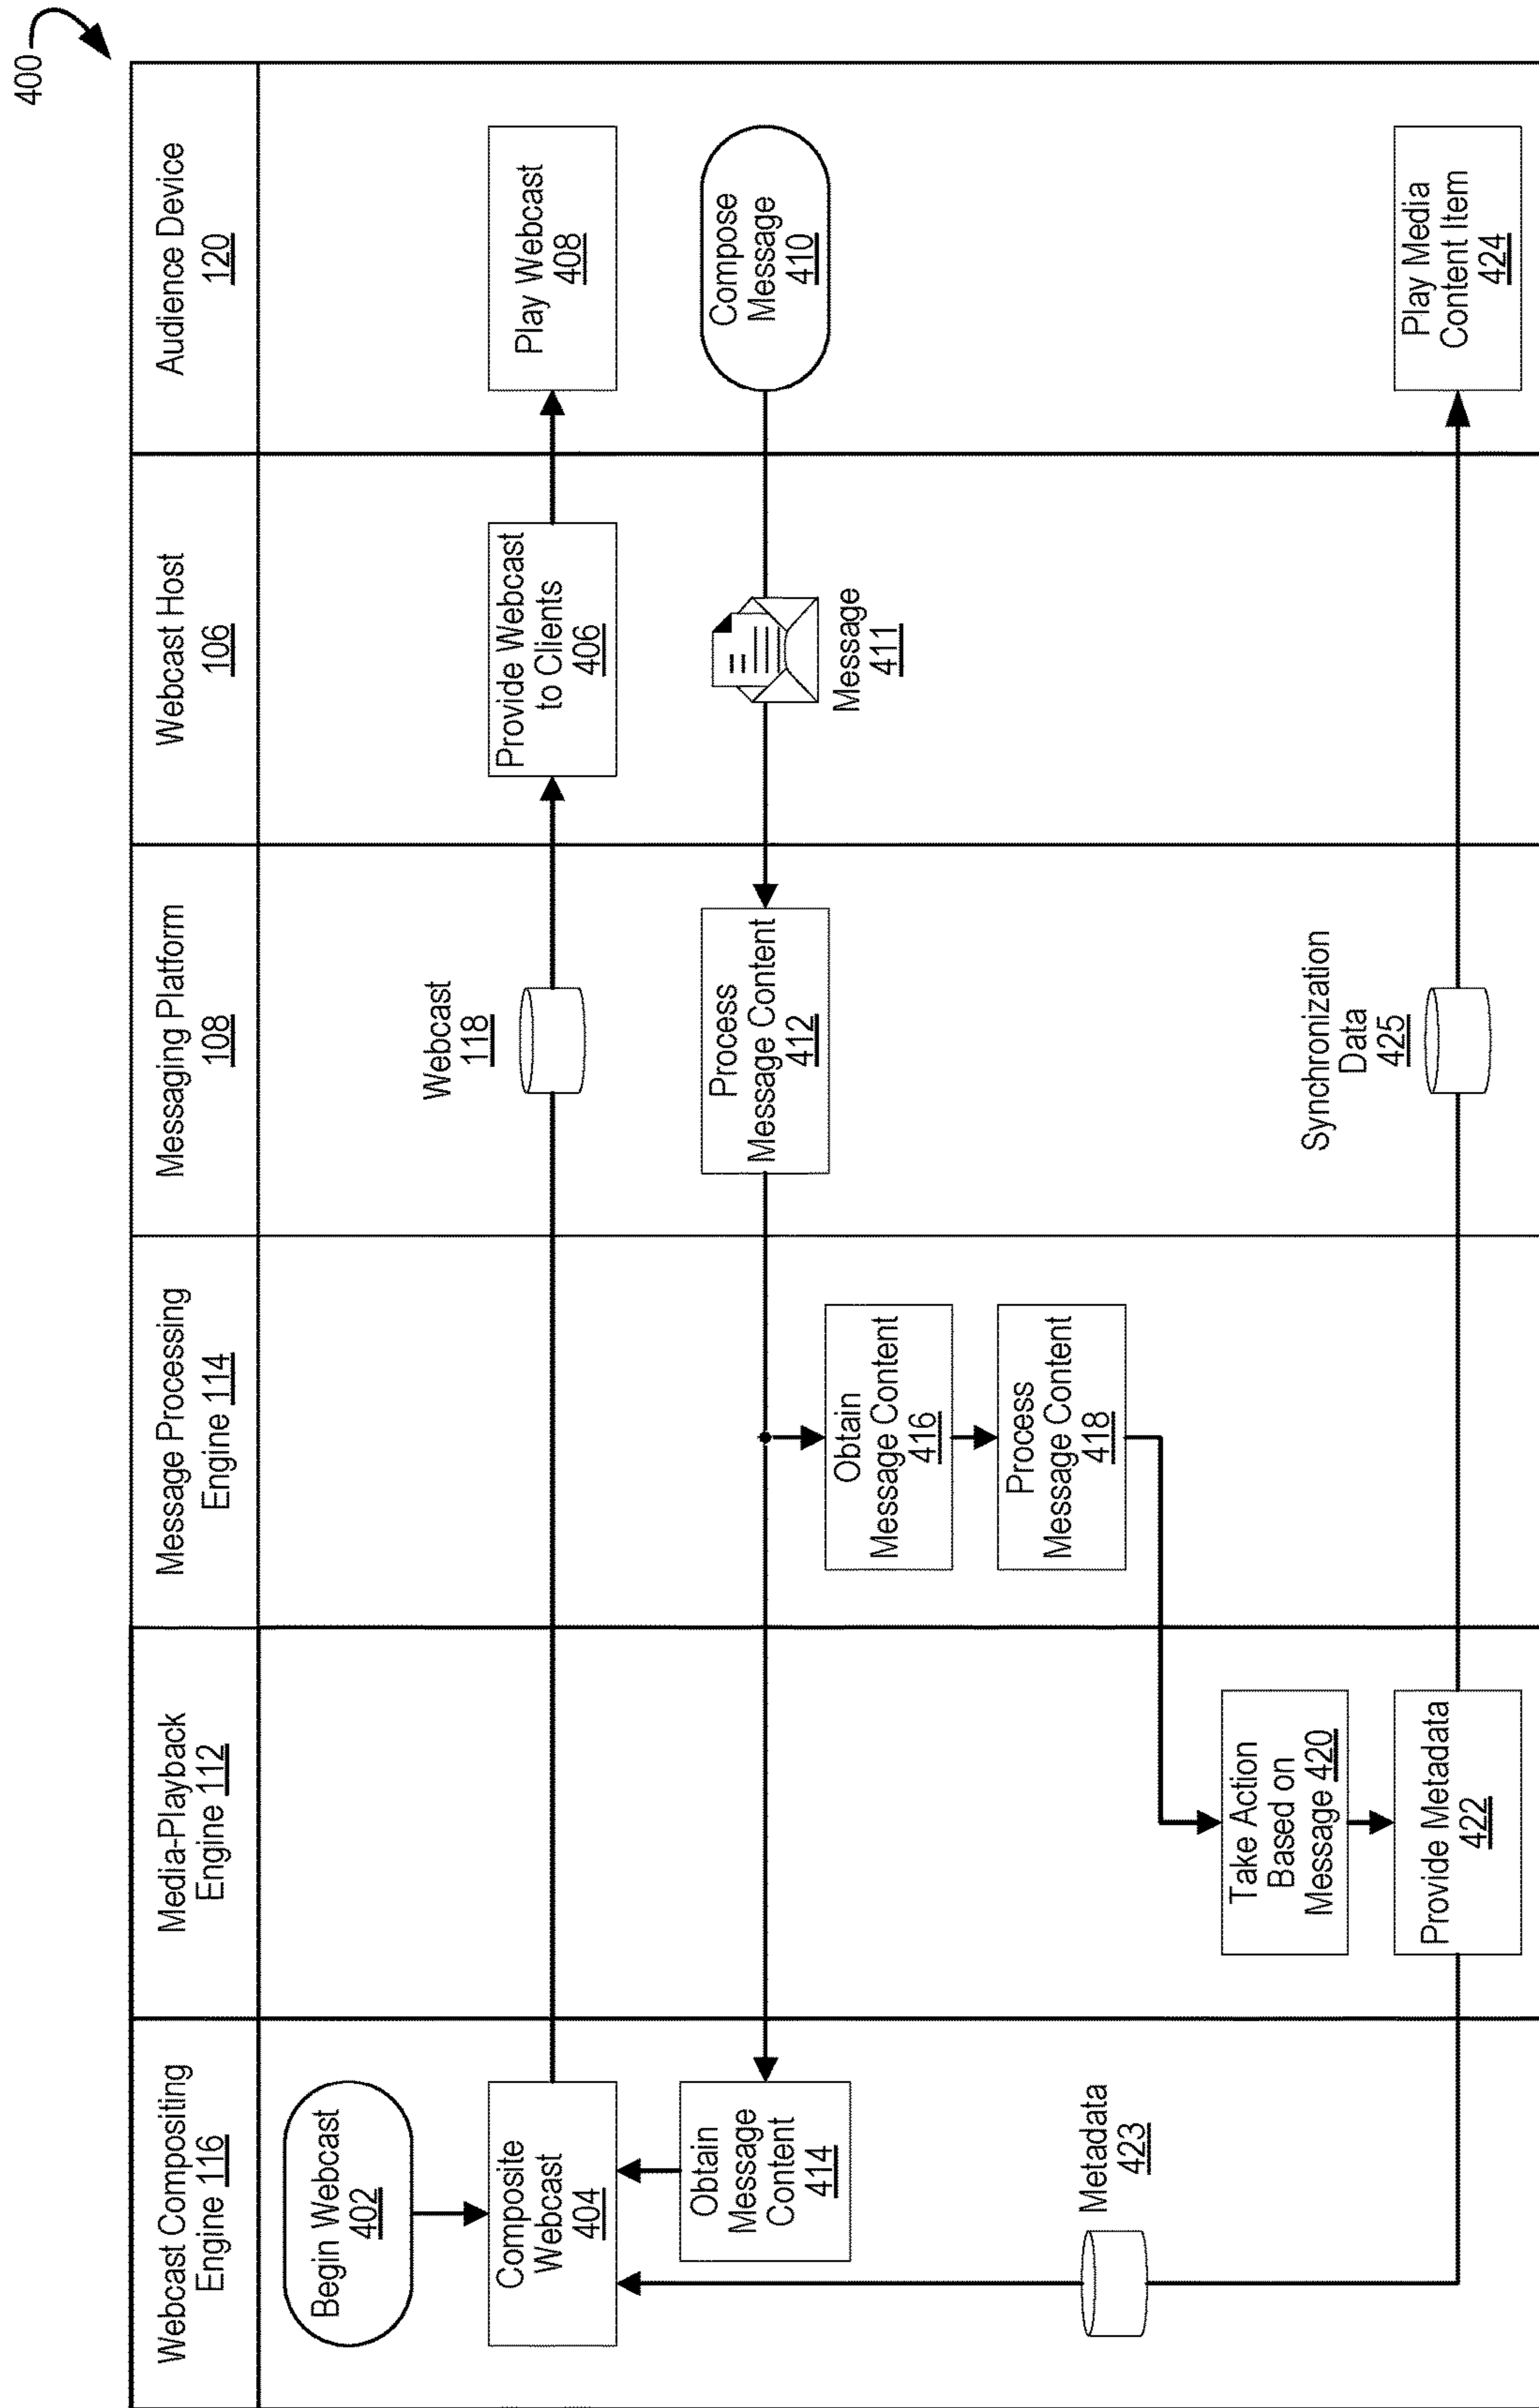 400
Webcast Compositing
Engine 116
Media-Playback
Engine 112
Message Processing
Engine 114
Messaging Platform
108
Webcast Host
106
Audience Device
120
Begin Webcast
402
Composite
Webcast
404
Webcast
118
Provide Webcast
to Clients
406
Play Webcast
408
Compose
Message
410
Message
411
Process
Message Content
412
Obtain
Message
Content
414
Obtain
Message Content
416
Process
Message Content
418
Take Action
Based on
Message 420
Provide Metadata
422
Metadata
423
Synchronization
Data
425
Play Media
Content Item
424